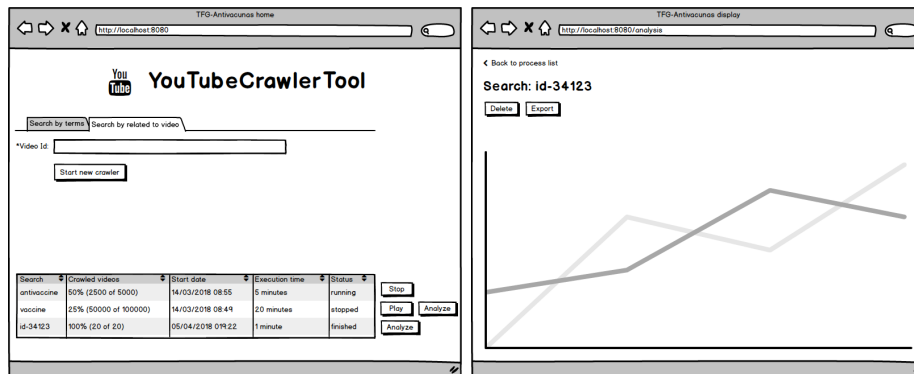 TFG-Antivacunas home
http://localhost:8080
You
Tube
YouTubeCrawlerTool
Search by terms
Search by related to video
*Video Id:
Start new crawler
Search Crawled videos Start date Execution time Status
antivaccine 50% (2500 of 5000) 14/03/2018 08:55 5 minutes running Stop
vaccine 25% (50000 of 100000) 14/03/2018 08:49 20 minutes stopped Play Analyze
id-34123 100% (20 of 20) 05/04/2018 019:22 1 minute finished Analyze
TFG-Antivacunas display
http://localhost:8080/analysis
Back to process list
Search: id-34123
Delete Export